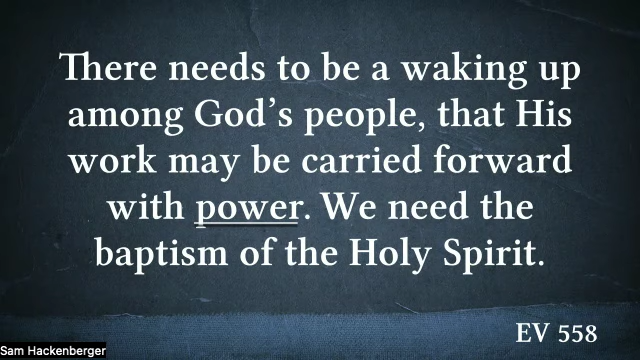 There needs to be a waking up
among God’s people, that His
work may be carried forward
with power. We need the
baptism of the Holy Spirit.
EV 558
Sam Hackenberger